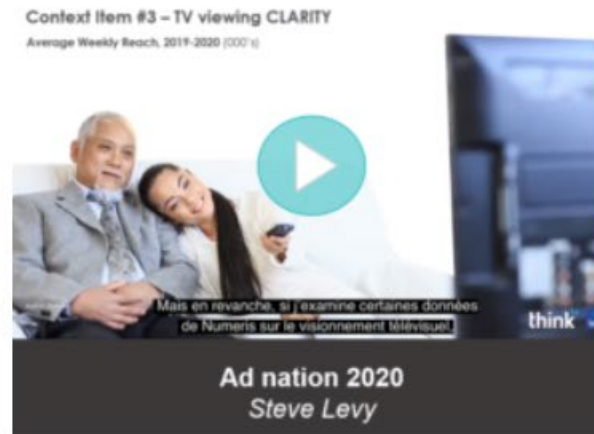 Context Item #3 – TV viewing CLARITY
Average Weekly Reach, 2019-2020 (000's)
Mais en revanche, si j'examine certaines données
de Numeris sur le visionnement télévisuel,
think
Ad nation 2020
Steve Levy